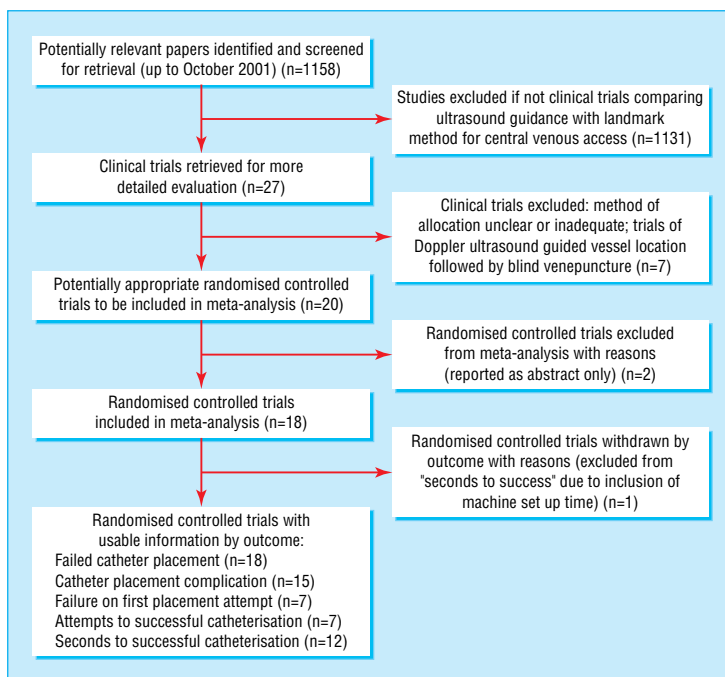 Potentially relevant papers identified and screened
for retrieval (up to October 2001) (n=1158)
Studies excluded if not clinical trials comparing
ultrasound guidance with landmark
method for central venous access (n=1131)
Clinical trials retrieved for more
detailed evaluation (n=27)
Clinical trials excluded: method of
allocation unclear or inadequate; trials of
Doppler ultrasound guided vessel location
followed by blind venepuncture (n=7)
Potentially appropriate randomised controlled
trials to be included in meta-analysis (n=20)
Randomised controlled trials excluded
from meta-analysis with reasons
(reported as abstract only) (n=2)
Randomised controlled trials
included in meta-analysis (n=18)
Randomised controlled trials withdrawn by
outcome with reasons (excluded from
"seconds to success" due to inclusion of
machine set up time) (n=1)
Randomised controlled trials with
usable information by outcome:
Failed catheter placement (n=18)
Catheter placement complication (n=15)
Failure on first placement attempt (n=7)
Attempts to successful catheterisation (n=7)
Seconds to successful catheterisation (n=12)